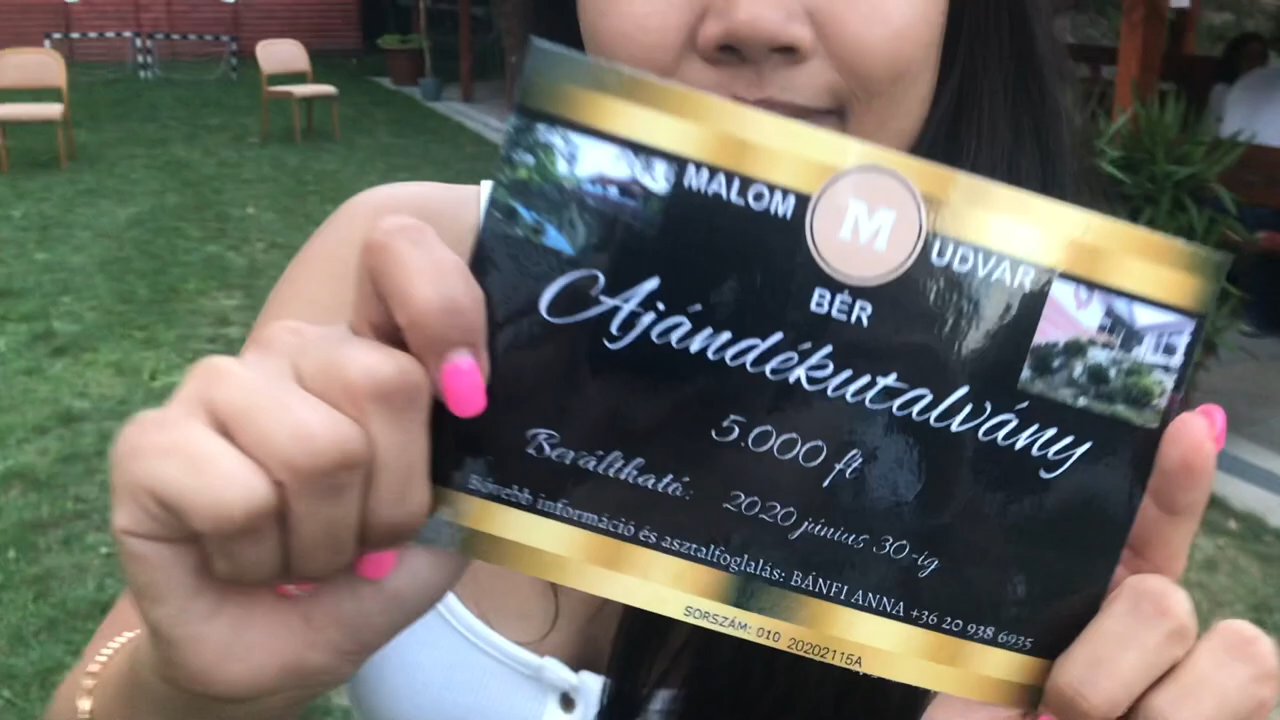 MALOM M UDVAR
BÉR
Ajándékutalvány
5.000 ft
Beváltható: 2020 június 30-ig
Bővebb információ és asztalfoglalás: BÁNFI ANNA +36 20 938 6935
SORSZÁM: 010 20202115A